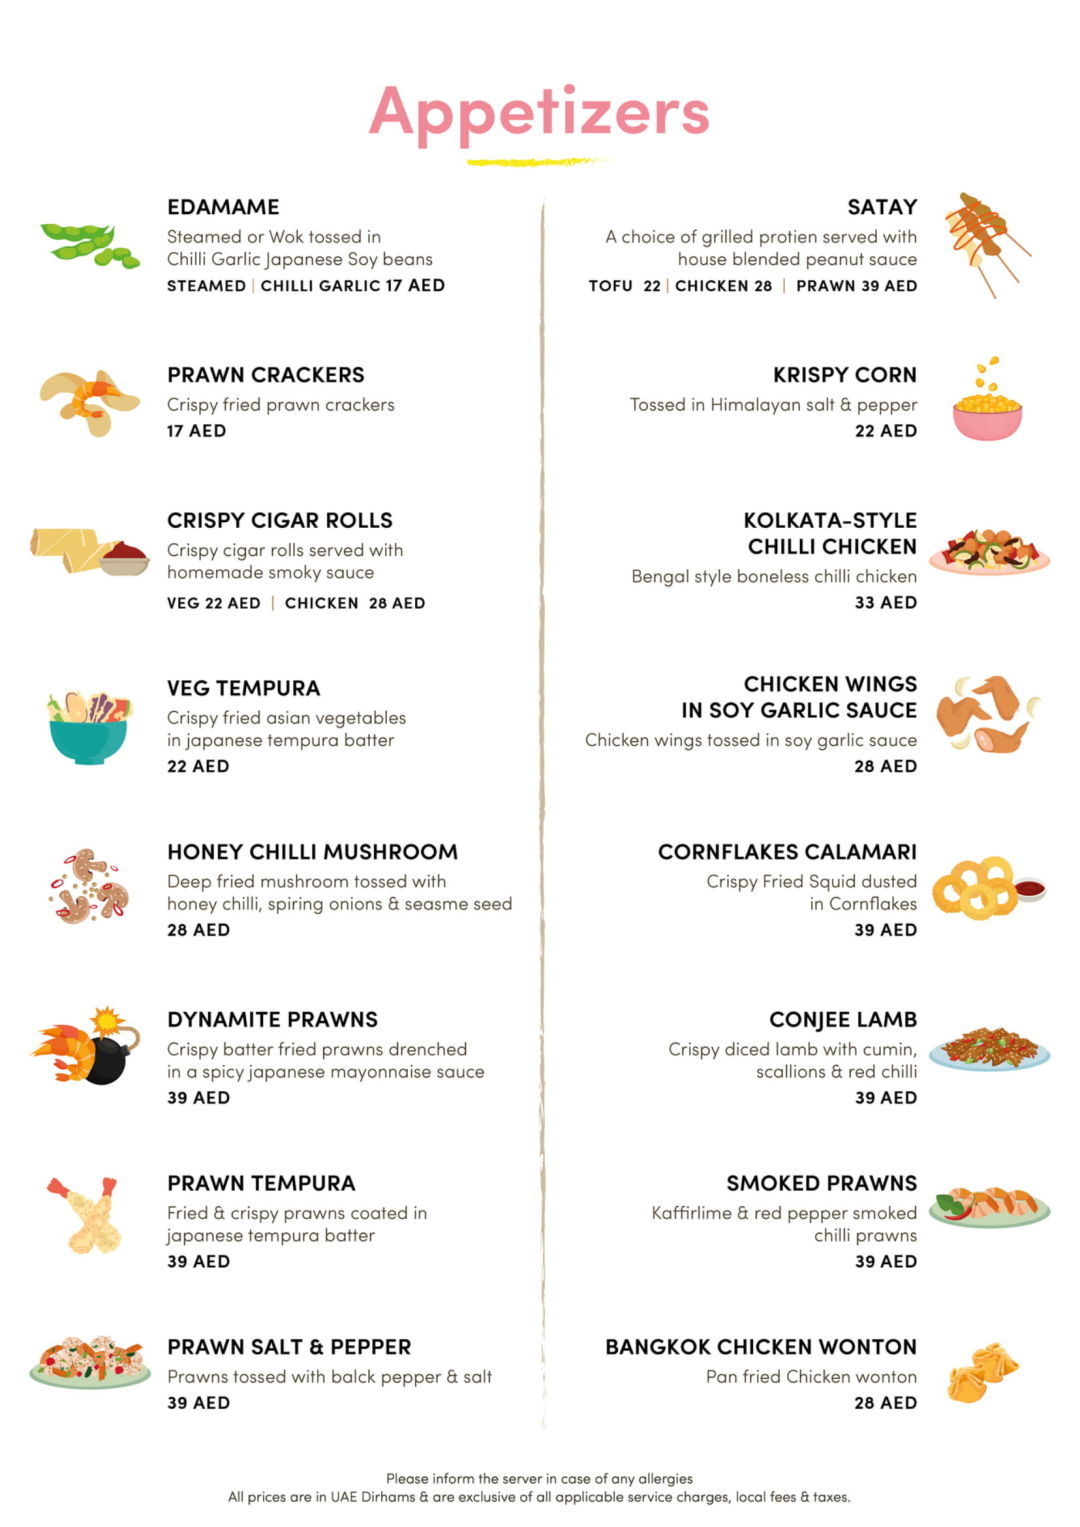 Appetizers
EDAMAME
Steamed or Wok tossed in
Chilli Garlic Japanese Soy beans
STEAMED | CHILLI GARLIC 17 AED
PRAWN CRACKERS
Crispy fried prawn crackers
17 AED
CRISPY CIGAR ROLLS
Crispy cigar rolls served with
homemade smoky sauce
VEG 22 AED | CHICKEN 28 AED
VEG TEMPURA
Crispy fried asian vegetables
in japanese tempura batter
22 AED
HONEY CHILLI MUSHROOM
Deep fried mushroom tossed with
honey chilli, spiring onions & seasme seed
28 AED
DYNAMITE PRAWNS
Crispy batter fried prawns drenched
in a spicy japanese mayonnaise sauce
39 AED
PRAWN TEMPURA
Fried & crispy prawns coated in
japanese tempura batter
39 AED
PRAWN SALT & PEPPER
Prawns tossed with balck pepper & salt
39 AED
SATAY
A choice of grilled protien served with
house blended peanut sauce
TOFU 22 | CHICKEN 28 | PRAWN 39 AED
KRISPY CORN
Tossed in Himalayan salt & pepper
22 AED
KOLKATA-STYLE
CHILLI CHICKEN
Bengal style boneless chilli chicken
33 AED
CHICKEN WINGS
IN SOY GARLIC SAUCE
Chicken wings tossed in soy garlic sauce
28 AED
CORNFLAKES CALAMARI
Crispy Fried Squid dusted
in Cornflakes
39 AED
CONJEE LAMB
Crispy diced lamb with cumin,
scallions & red chilli
39 AED
SMOKED PRAWNS
Kaffirlime & red pepper smoked
chilli prawns
39 AED
BANGKOK CHICKEN WONTON
Pan fried Chicken wonton
28 AED
Please inform the server in case of any allergies
All prices are in UAE Dirhams & are exclusive of all applicable service charges, local fees & taxes.